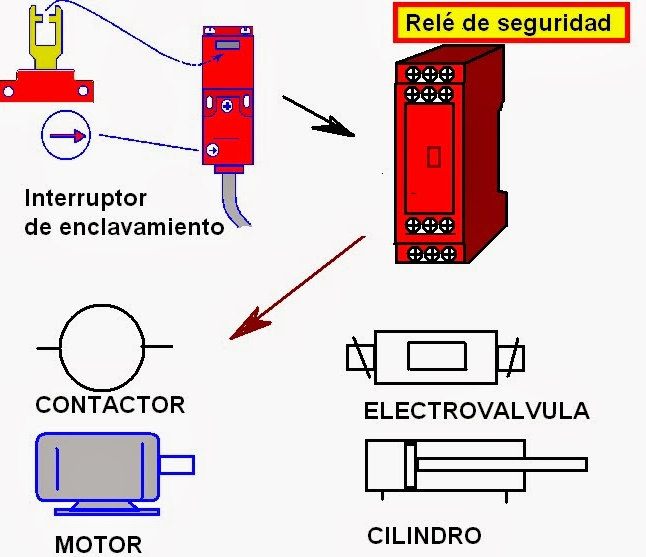 Relé de seguridad
Interruptor
de enclavamiento
CONTACTOR
ELECTROVALVULA
MOTOR
CILINDRO